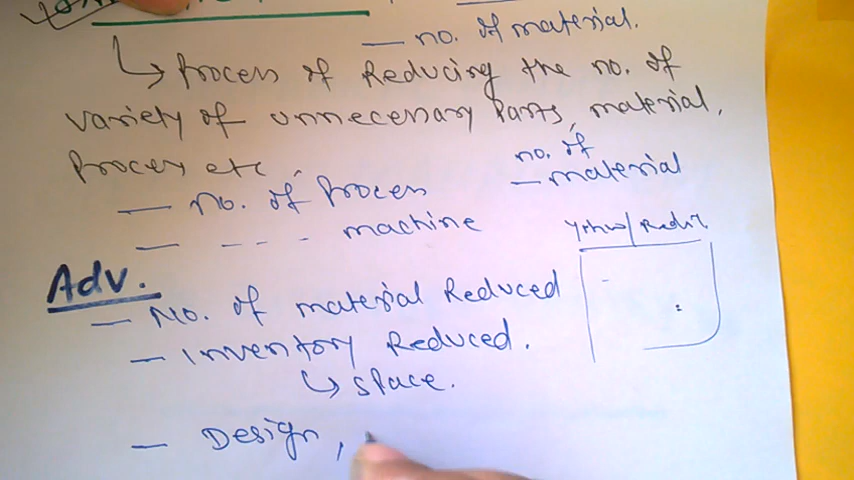 — no. of material.
↳ Process of Reducing the no. of
variety of unnecessary Parts, material,
Process etc.
no. of
— material
— no. of Process
— - - - machine
Adv.
— No. of material Reduced
— Inventory Reduced.
↳ Space.
— Design,